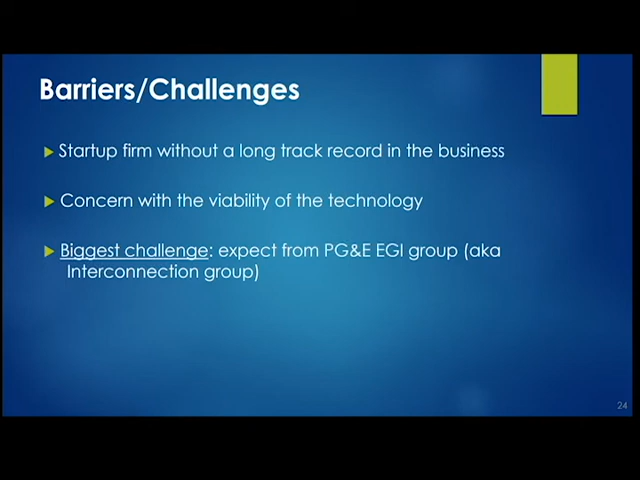 Barriers/Challenges
Startup firm without a long track record in the business
Concern with the viability of the technology
Biggest challenge: expect from PG&E EGI group (aka
Interconnection group)
24